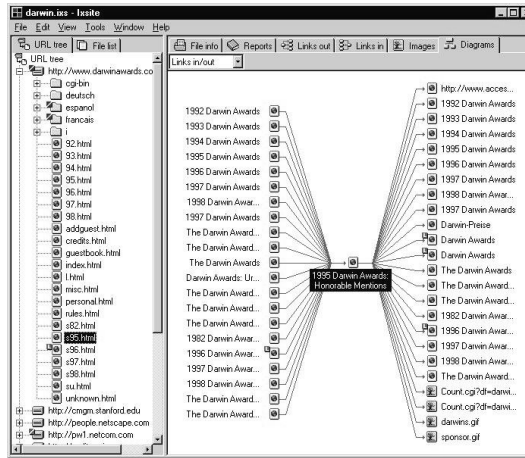 darwin.ixs - Ixsite
File Edit View Tools Window Help
URL tree File list
URL tree
http://www.darwinawards.co
cgi-bin
deutsch
espanol
francais
i
92.html
93.html
94.html
95.html
96.html
97.html
98.html
addguest.html
credits.html
guestbook.html
index.html
l.html
misc.html
personal.html
rules.html
s82.html
s95.html
s96.html
s97.html
s98.html
su.html
unknown.html
http://cmgm.stanford.edu
http://people.netscape.com
http://pw1.netcom.com
File info Reports Links out Links in Images Diagrams
Links in/out
1992 Darwin Awards
1993 Darwin Awards
1994 Darwin Awards
1995 Darwin Awards
1996 Darwin Awards
1997 Darwin Awards
1998 Darwin Awar...
1997 Darwin Awards
The Darwin Award...
The Darwin Award...
The Darwin Awards
Darwin Awards: Ur...
The Darwin Award...
The Darwin Award...
The Darwin Award...
1982 Darwin Awar...
1996 Darwin Awar...
1997 Darwin Awar...
1998 Darwin Awar...
The Darwin Award...
The Darwin Award...
1995 Darwin Awards:
Honorable Mentions
http://www.acces...
1992 Darwin Awards
1993 Darwin Awards
1994 Darwin Awards
1995 Darwin Awards
1996 Darwin Awards
1997 Darwin Awards
1998 Darwin Awar...
1997 Darwin Awards
Darwin-Preise
Darwin Awards
Darwin Awards
The Darwin Awards
The Darwin Award...
The Darwin Award...
1982 Darwin Awar...
1996 Darwin Awar...
1997 Darwin Awar...
1998 Darwin Awar...
The Darwin Award...
Count.cgi?df=darwi...
Count.cgi?df=darwi...
darwins.gif
sponsor.gif